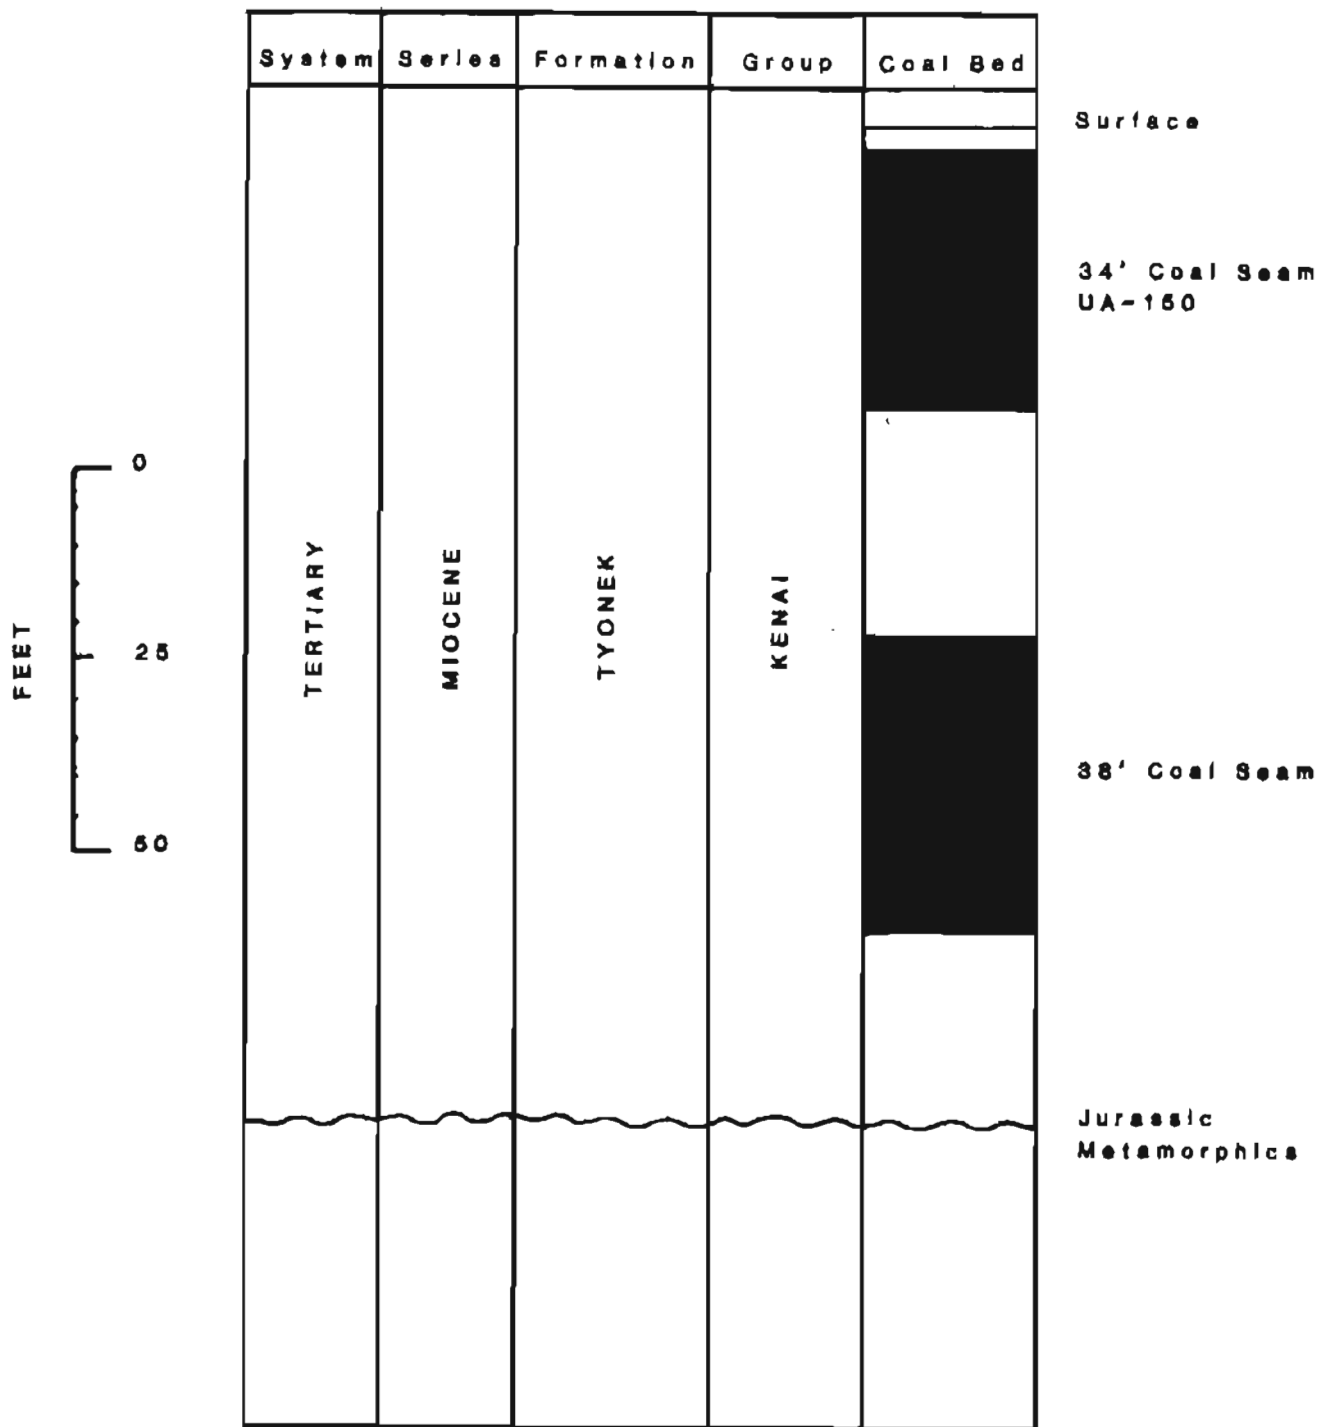 System Series Formation Group Coal Bed
Surface
34' Coal Seam
UA-150
0
25
50
FEET
TERTIARY
MIOCENE
TYONEK
KENAI
38' Coal Seam
Jurassic
Metamorphics